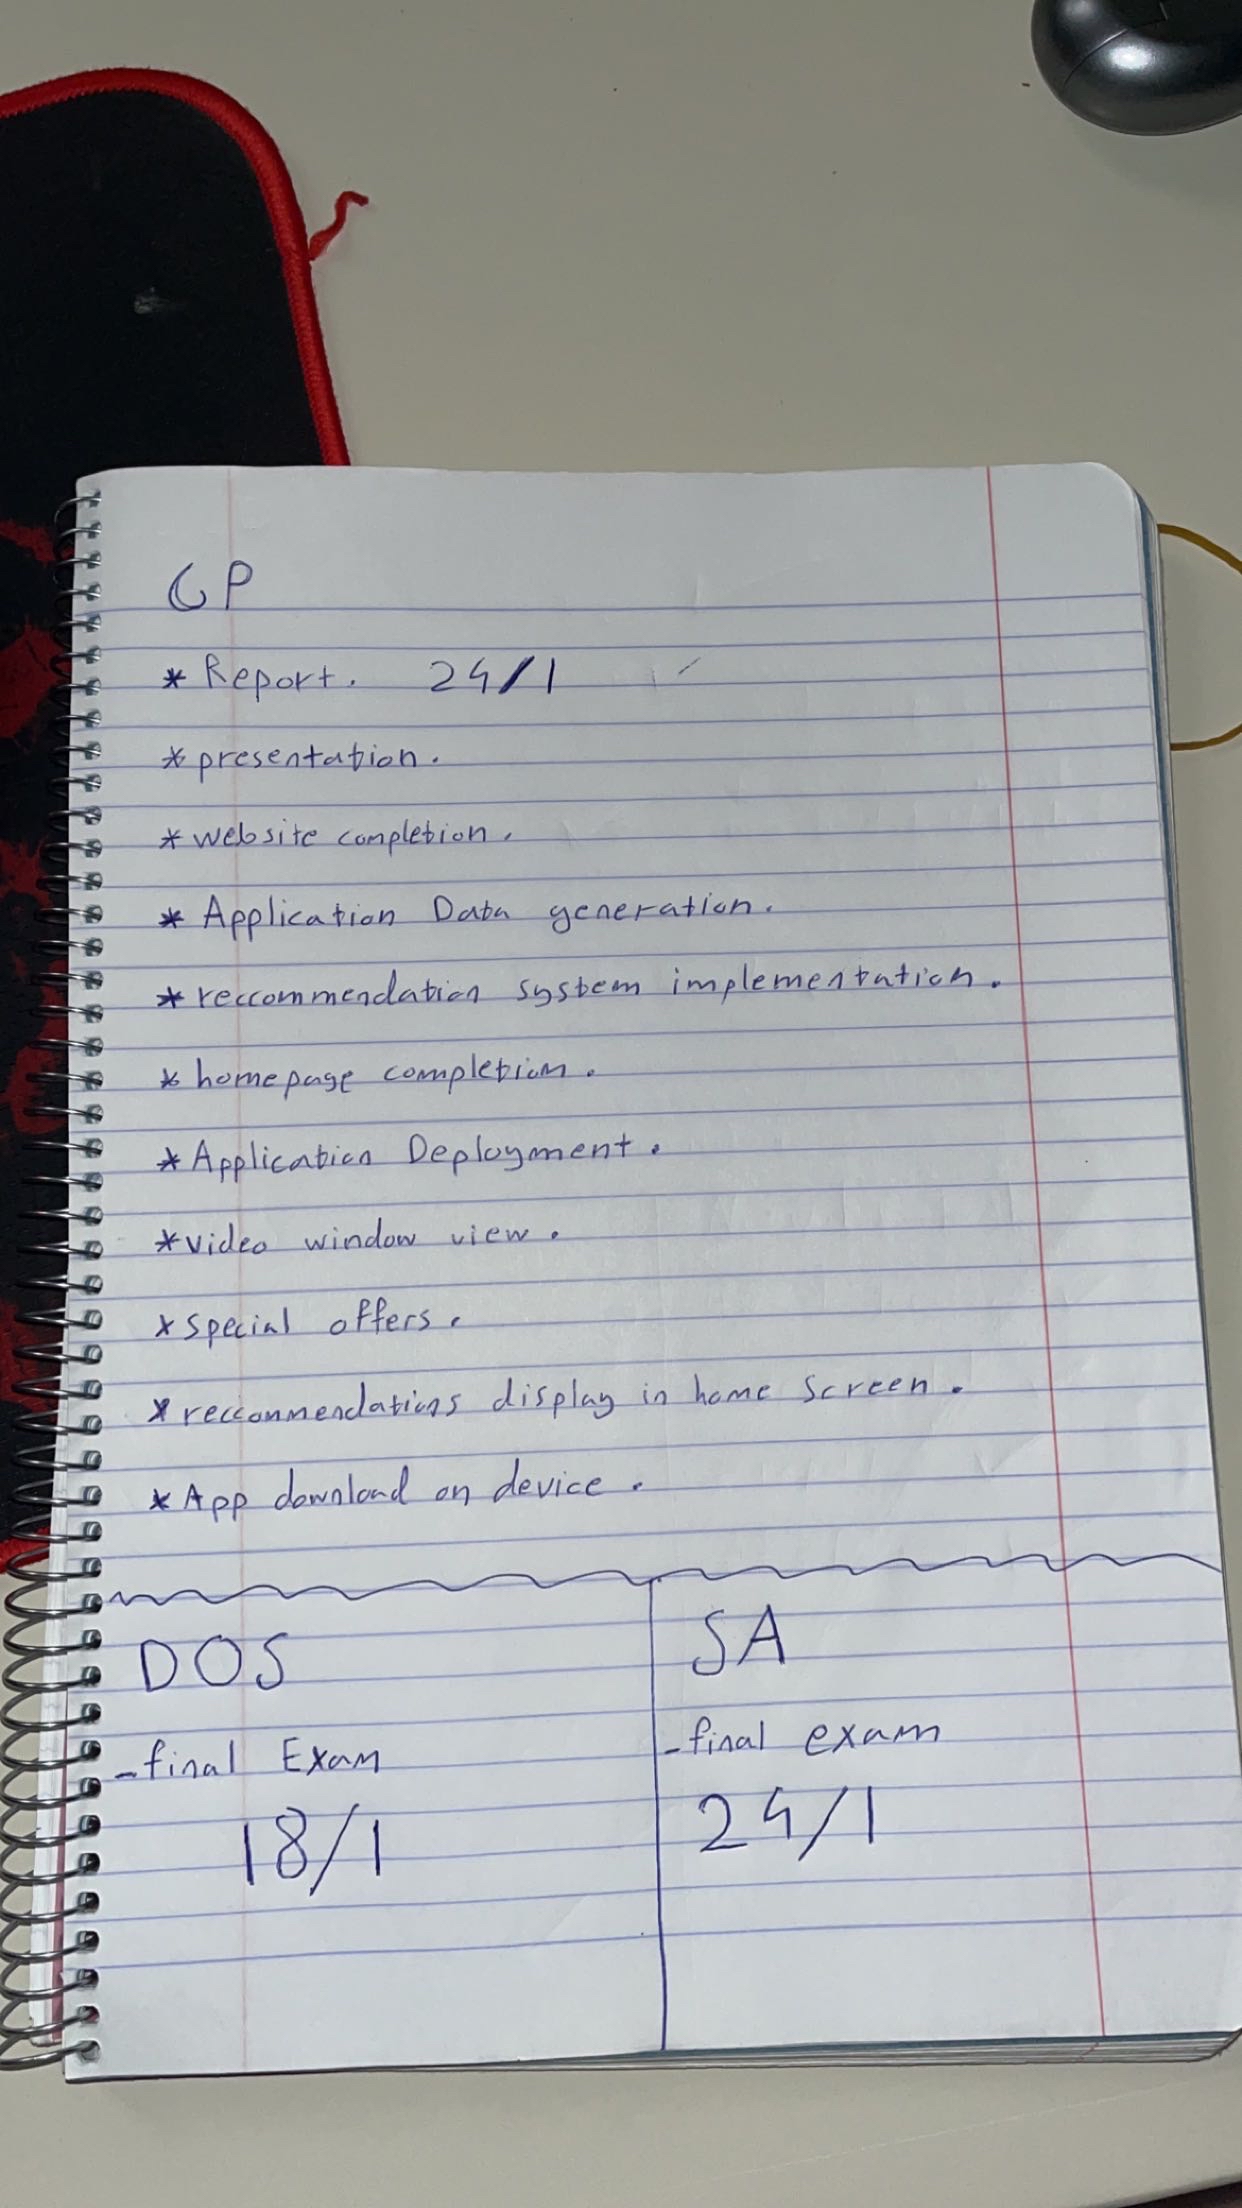 GP
* Report. 24/1
* presentation.
* website completion.
* Application Data generation.
* reccommendation system implementation.
* homepage completion.
* Application Deployment.
* video window view.
* special offers.
* reccommendations display in home screen.
* App download on device.
DOS
- final Exam
18/1
SA
- final exam
24/1